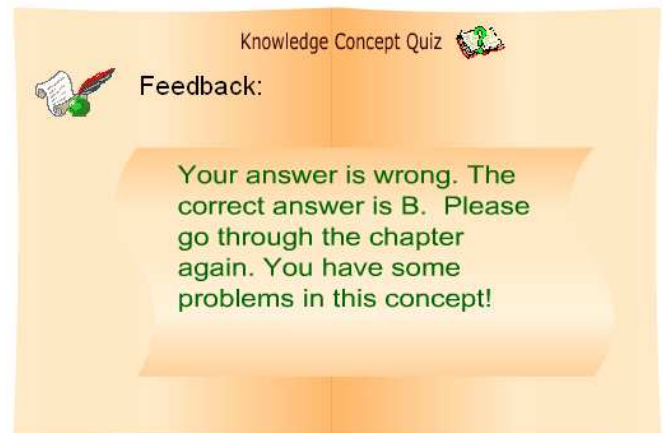 Knowledge Concept Quiz
Feedback:
Your answer is wrong. The
correct answer is B. Please
go through the chapter
again. You have some
problems in this concept!